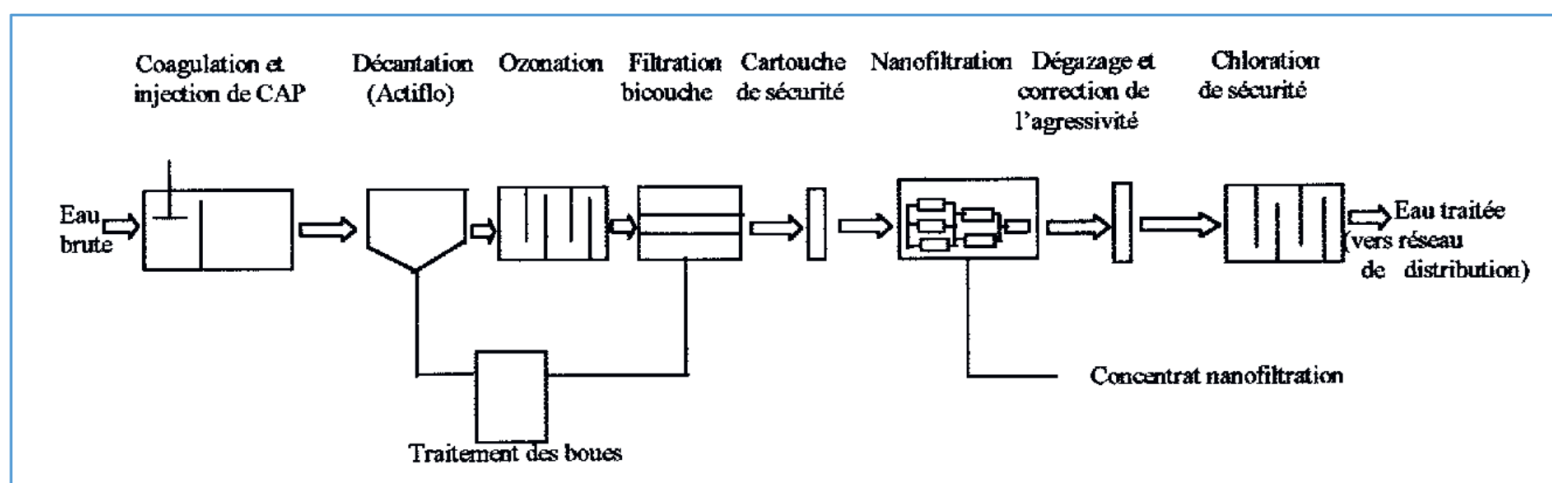 Coagulation et
injection de CAP
Décantation
(Actiflo)
Ozonation
Filtration
bicouche
Cartouche
de sécurité
Nanofiltration
Dégazage et
correction de
l'agressivité
Chloration
de sécurité
Eau
brute
Eau traitée
(vers réseau
de distribution)
Concentrat nanofiltration
Traitement des boues